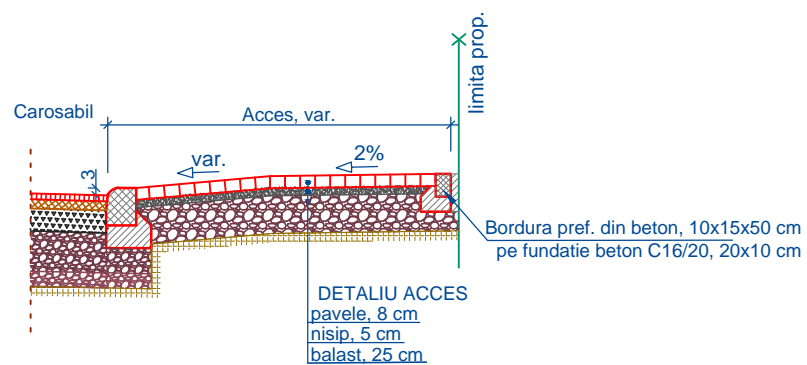 limita prop.
Carosabil
Acces, var.
3
var.
2%
Bordura pref. din beton, 10x15x50 cm
pe fundatie beton C16/20, 20x10 cm
DETALIU ACCES
pavele, 8 cm
nisip, 5 cm
balast, 25 cm